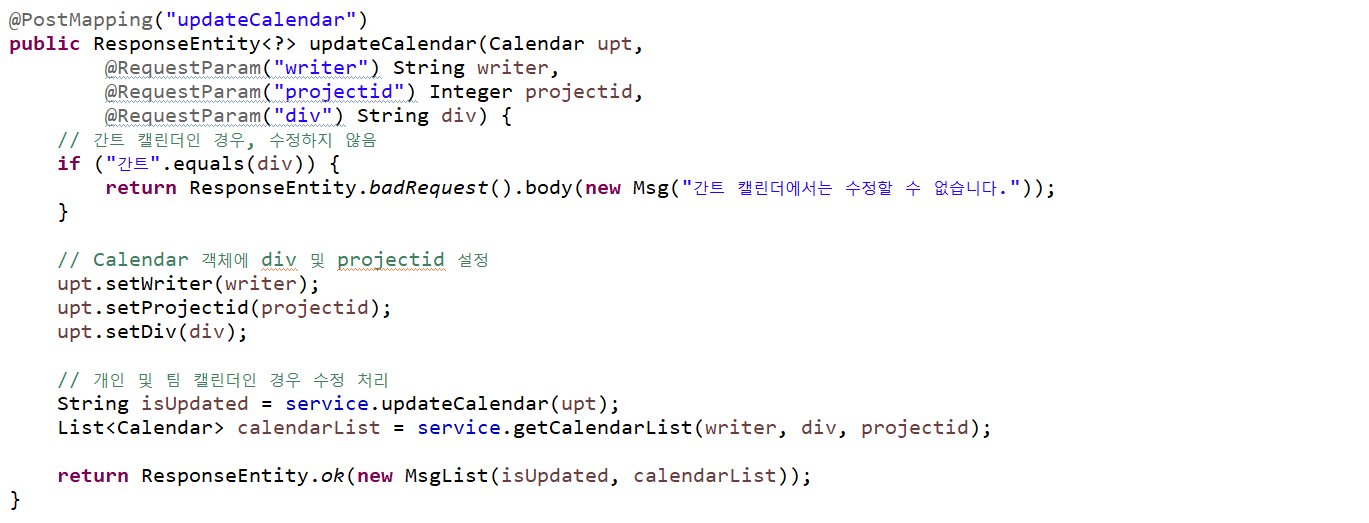 @PostMapping("updateCalendar")
public ResponseEntity<?> updateCalendar(Calendar upt,
        @RequestParam("writer") String writer,
        @RequestParam("projectid") Integer projectid,
        @RequestParam("div") String div) {
    // 간트 캘린더인 경우, 수정하지 않음
    if ("간트".equals(div)) {
        return ResponseEntity.badRequest().body(new Msg("간트 캘린더에서는 수정할 수 없습니다."));
    }

    // Calendar 객체에 div 및 projectid 설정
    upt.setWriter(writer);
    upt.setProjectid(projectid);
    upt.setDiv(div);

    // 개인 및 팀 캘린더인 경우 수정 처리
    String isUpdated = service.updateCalendar(upt);
    List<Calendar> calendarList = service.getCalendarList(writer, div, projectid);

    return ResponseEntity.ok(new MsgList(isUpdated, calendarList));
}